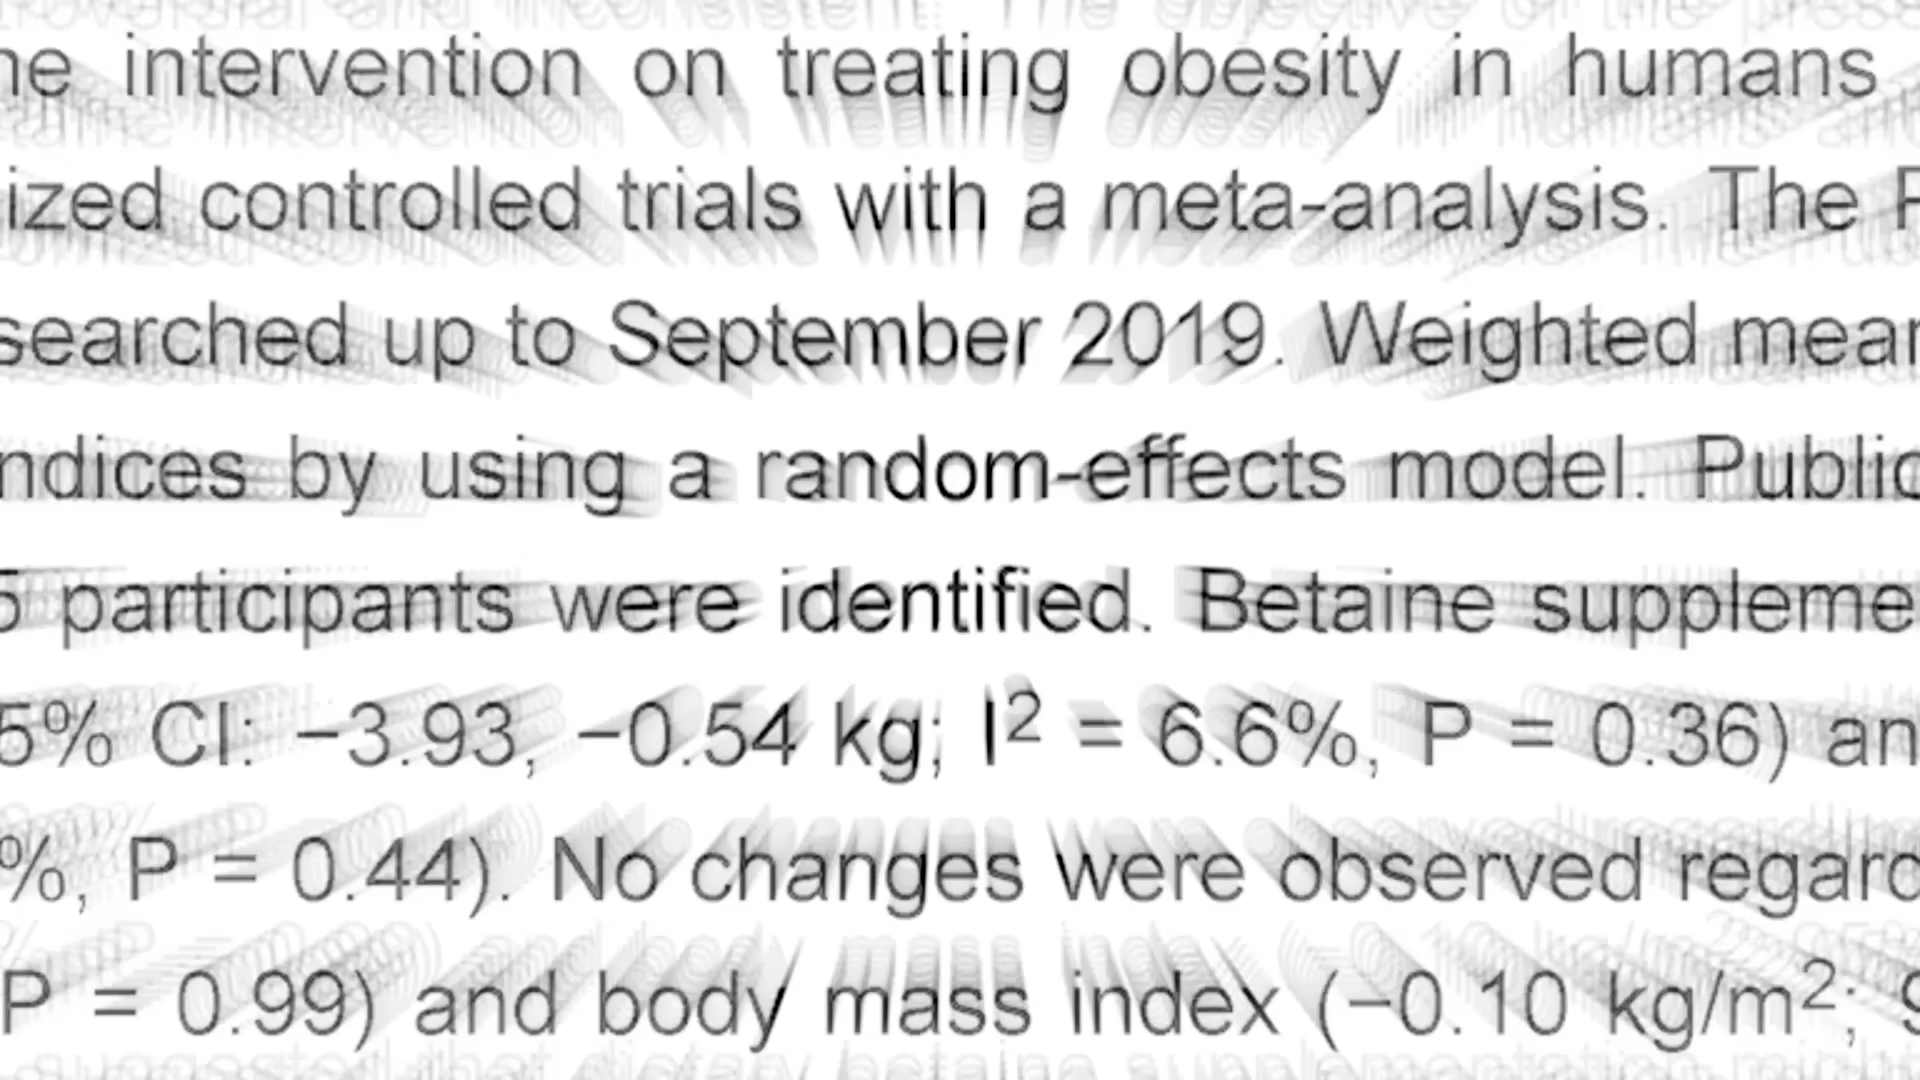 intervention on treating obesity in humans
ized controlled trials with a meta-analysis. The
searched up to September 2019. Weighted mean
ndices by using a random-effects model. Public
5 participants were identified. Betaine suppleme
5% CI: −3.93, −0.54 kg; I² = 6.6%, P = 0.36) an
%, P = 0.44). No changes were observed regard
P = 0.99) and body mass index (−0.10 kg/m²;